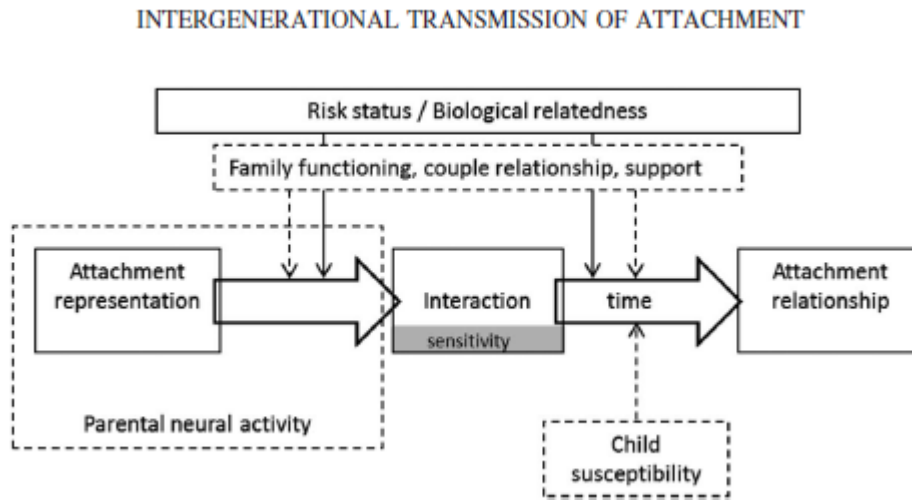 INTERGENERATIONAL TRANSMISSION OF ATTACHMENT
Risk status / Biological relatedness
Family functioning, couple relationship, support
Attachment
representation
Interaction
sensitivity
time
Attachment
relationship
Parental neural activity
Child
susceptibility